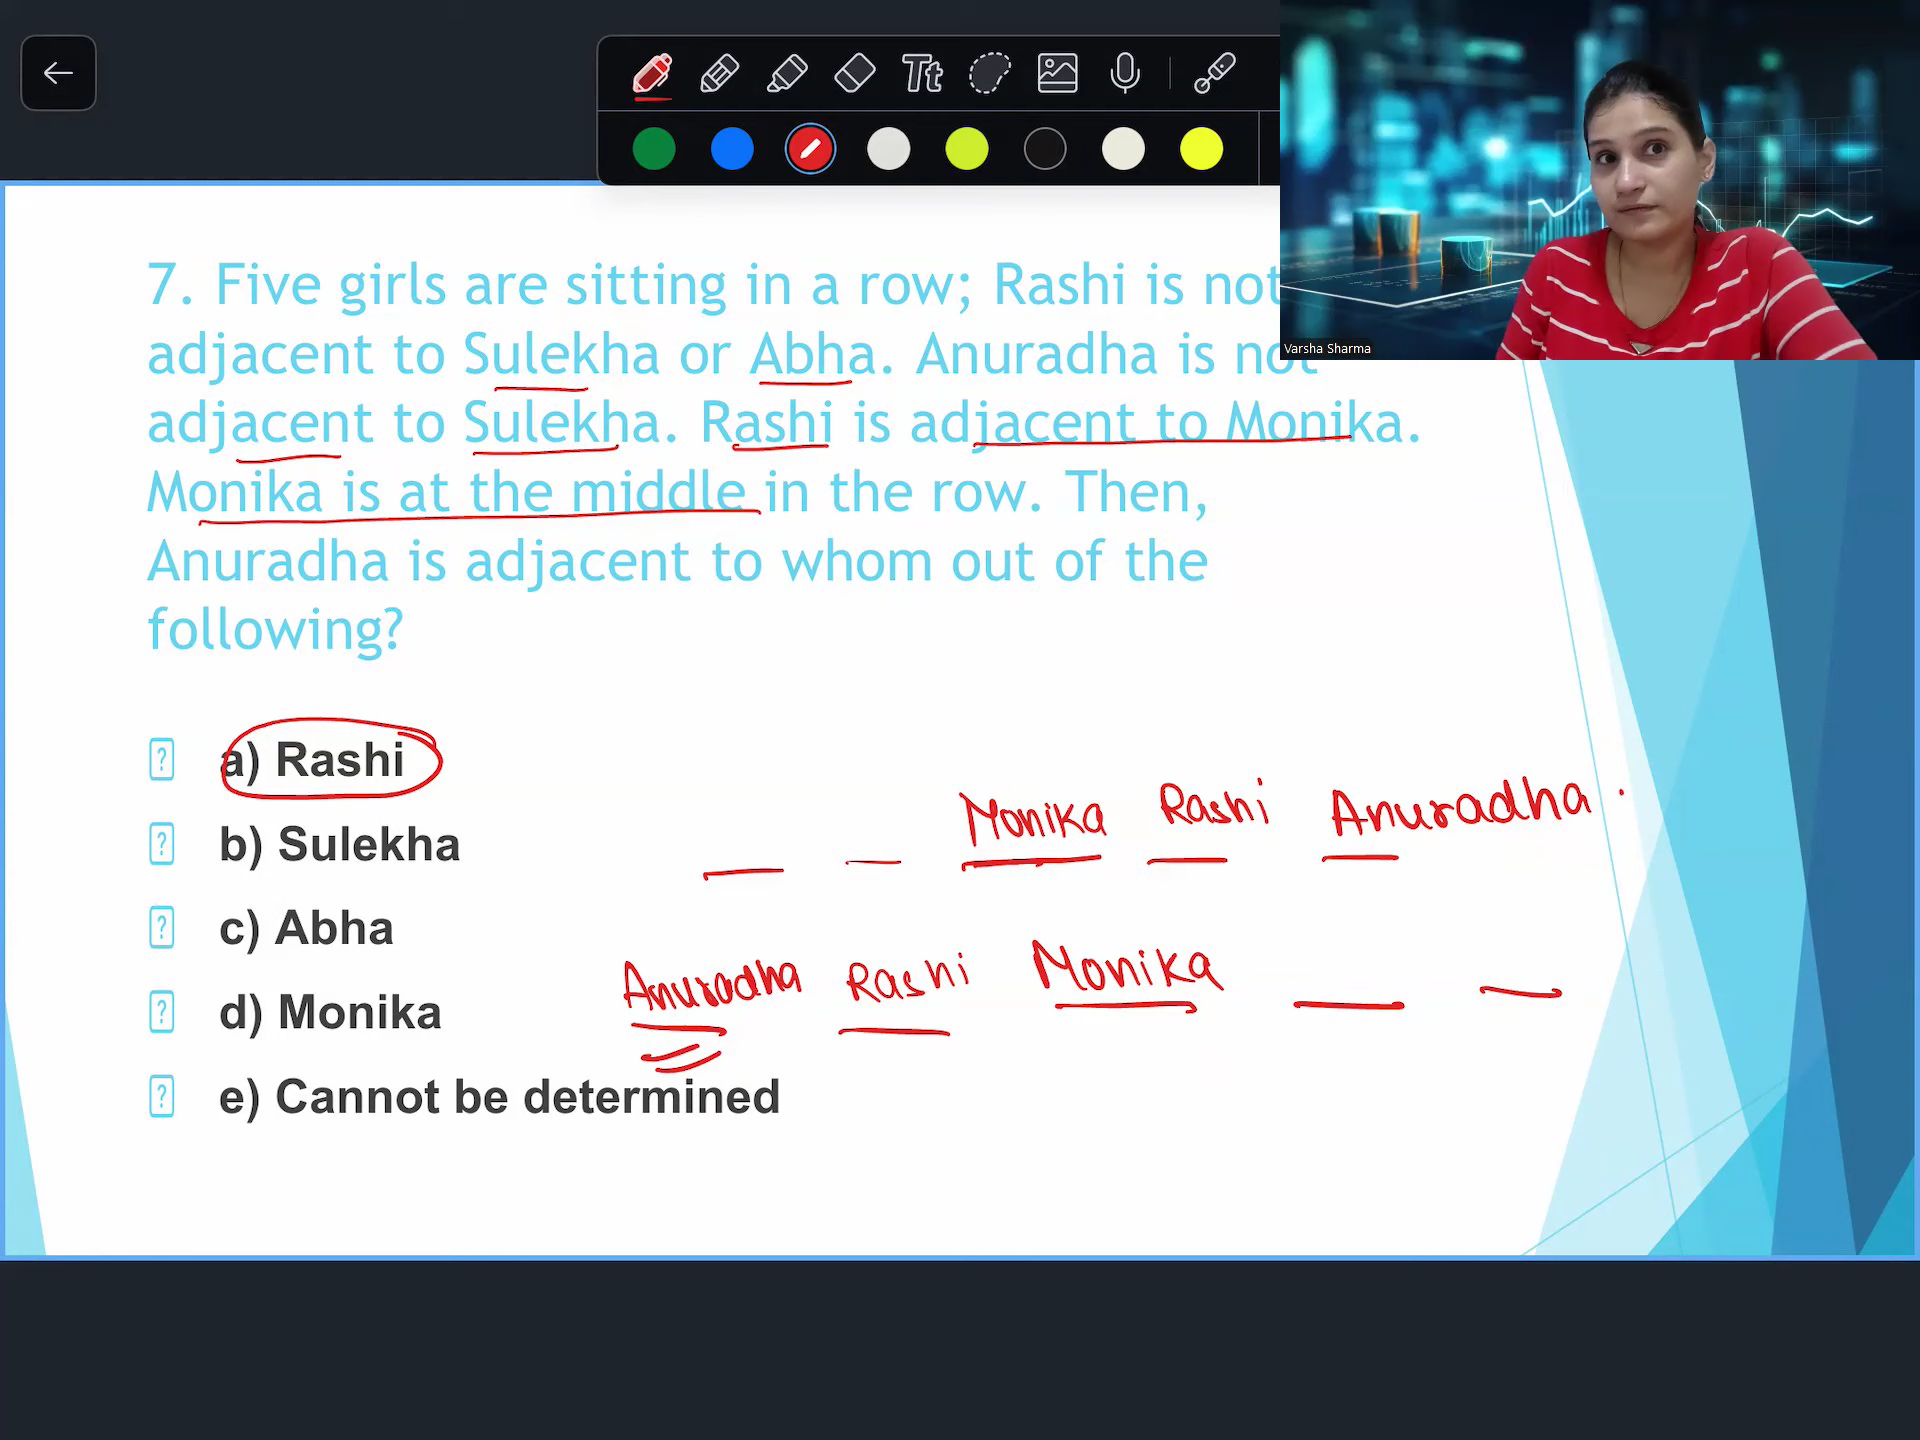 Tt
Varsha Sharma
7. Five girls are sitting in a row; Rashi is not
adjacent to Sulekha or Abha. Anuradha is not
adjacent to Sulekha. Rashi is adjacent to Monika.
Monika is at the middle in the row. Then,
Anuradha is adjacent to whom out of the
following?
a) Rashi
b) Sulekha
c) Abha
d) Monika
e) Cannot be determined
Monika Rashi Anuradha
Anuradha Rashi Monika